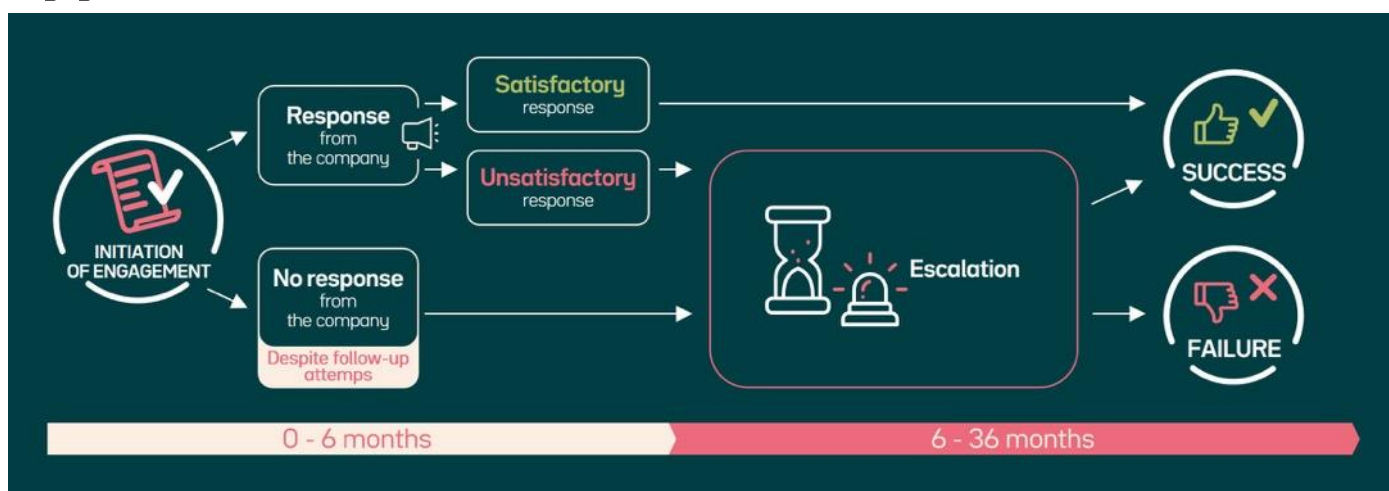 INITIATION
OF ENGAGEMENT
Response
from
the company
Satisfactory
response
Unsatisfactory
response
No response
from
the company
Despite follow-up
attemps
Escalation
SUCCESS
FAILURE
0 - 6 months
6 - 36 months